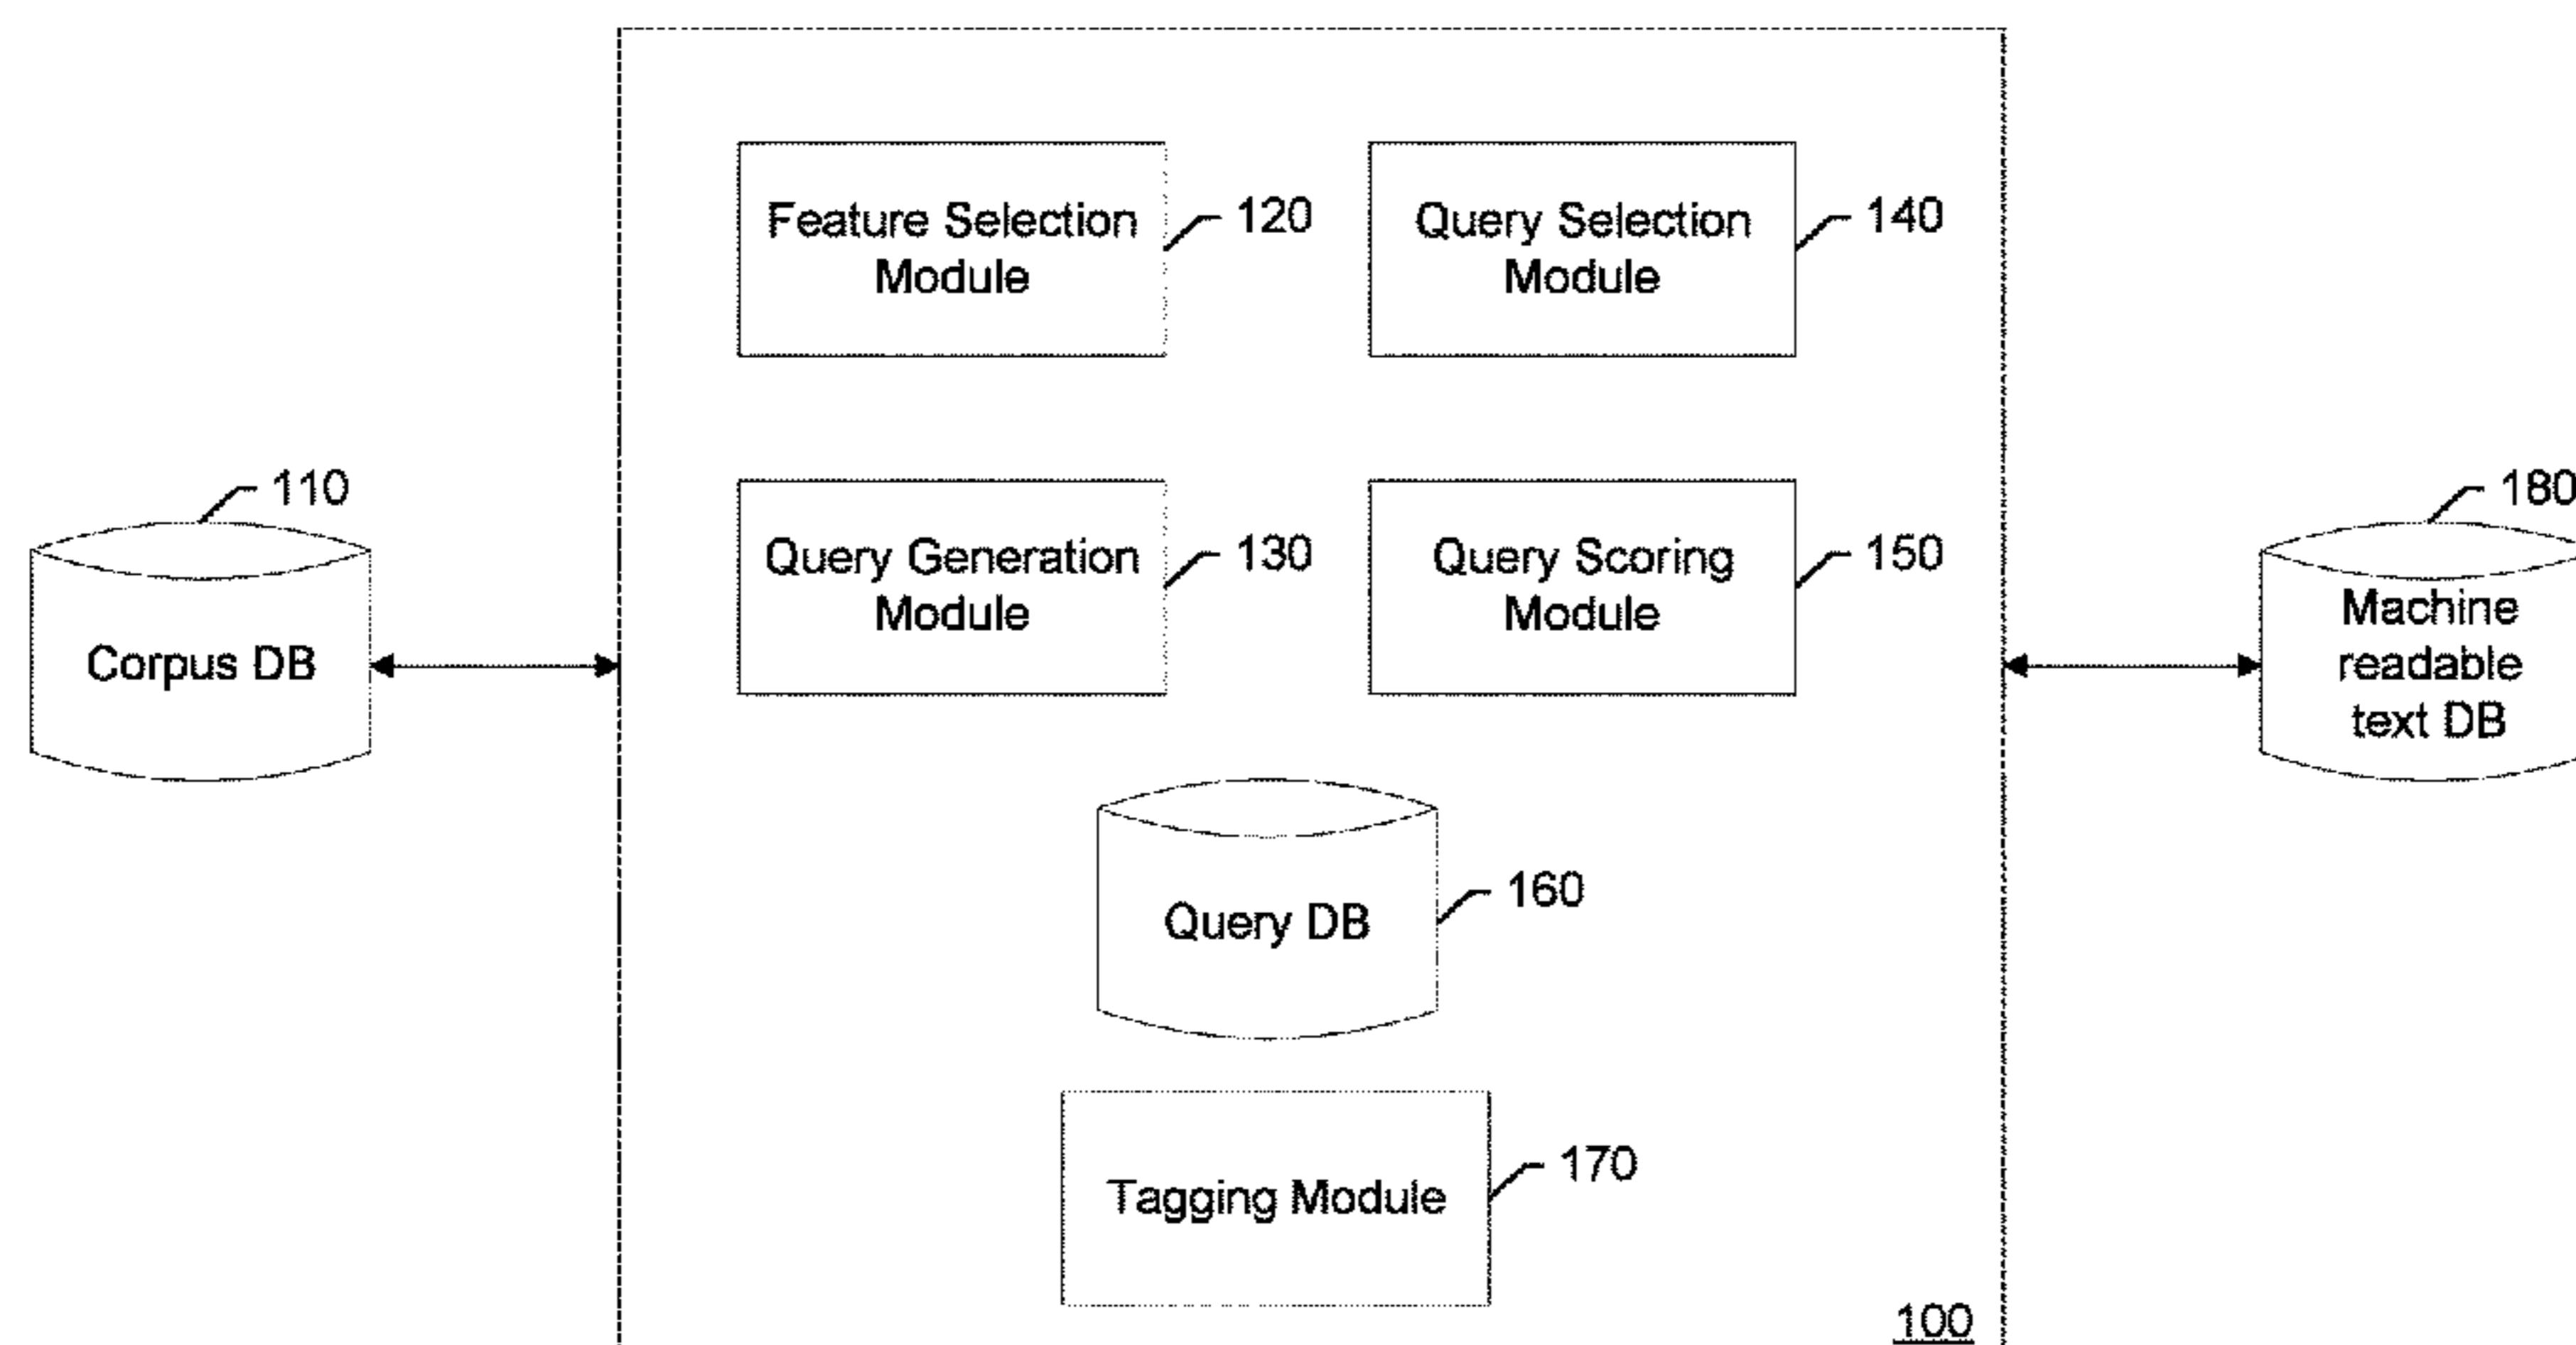 Feature Selection
Module
120
Query Selection
Module
140
110
Corpus DB
Query Generation
Module
130
Query Scoring
Module
150
180
Machine
readable
text DB
Query DB
160
Tagging Module
170
100